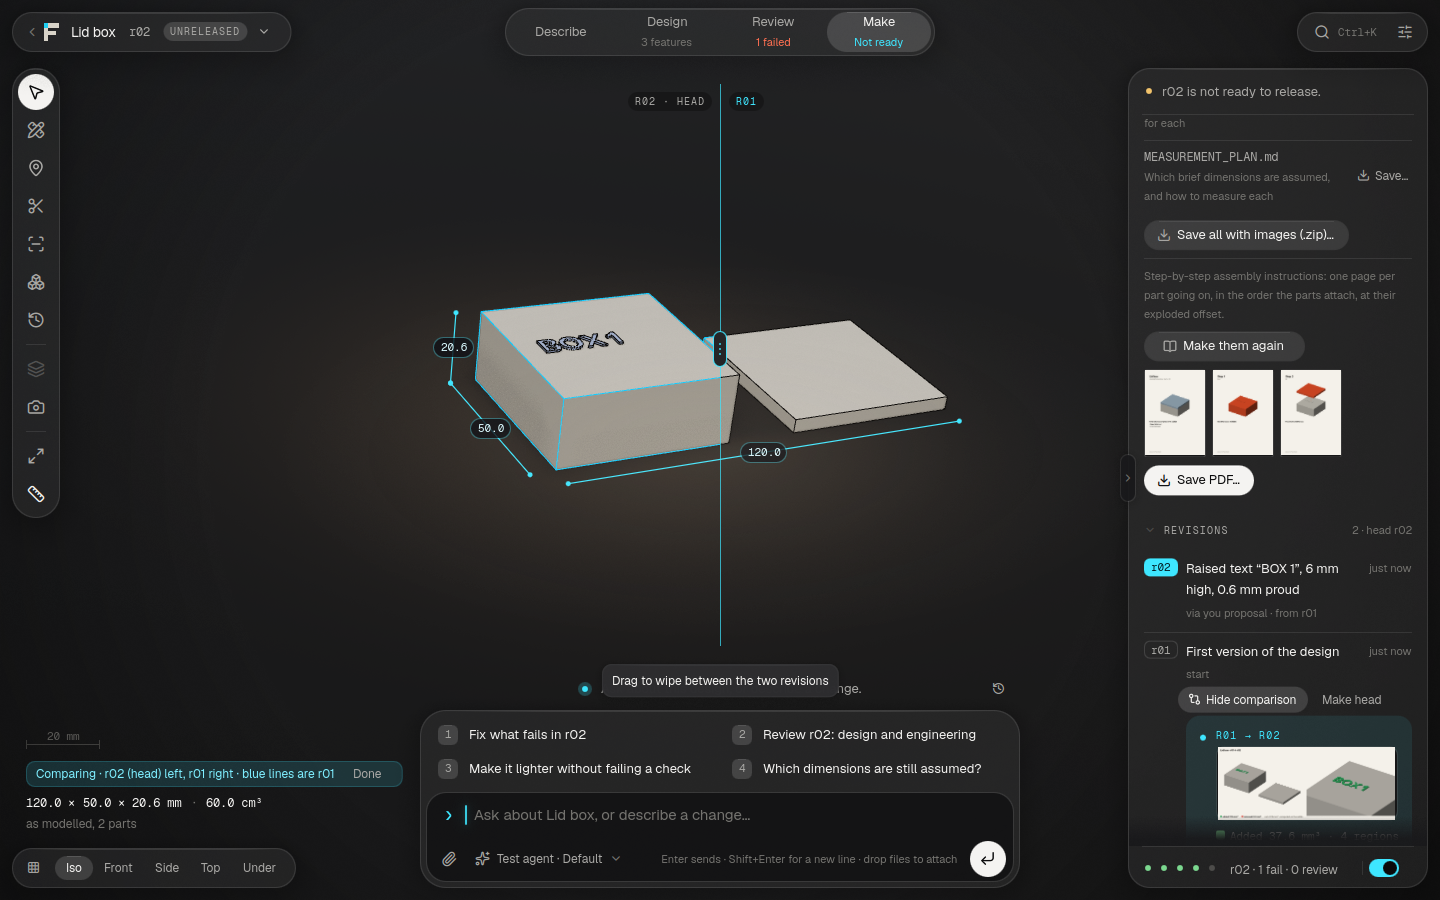 Lid box r02 UNRELEASED
Describe
Design
3 features
Review
1 failed
Make
Not ready
Ctrl+K
R02 · HEAD
R01
BOX 1
20.6
50.0
120.0
Drag to wipe between the two revisions
nge.
1 Fix what fails in r02
2 Review r02: design and engineering
3 Make it lighter without failing a check
4 Which dimensions are still assumed?
Ask about Lid box, or describe a change...
Test agent · Default
Enter sends · Shift+Enter for a new line · drop files to attach
20 mm
Comparing · r02 (head) left, r01 right · blue lines are r01 Done
120.0 × 50.0 × 20.6 mm · 60.0 cm³
as modelled, 2 parts
Iso Front Side Top Under
r02 is not ready to release.
for each
MEASUREMENT_PLAN.md
Which brief dimensions are assumed,
and how to measure each
Save…
Save all with images (.zip)…
Step-by-step assembly instructions: one page per
part going on, in the order the parts attach, at their
exploded offset.
Make them again
Save PDF…
REVISIONS 2 · head r02
r02 Raised text “BOX 1”, 6 mm just now
high, 0.6 mm proud
via you proposal · from r01
r01 First version of the design just now
start
Hide comparison Make head
R01 → R02
BOX 1
Added 37.6 mm³ · 4 regions
r02 · 1 fail · 0 review